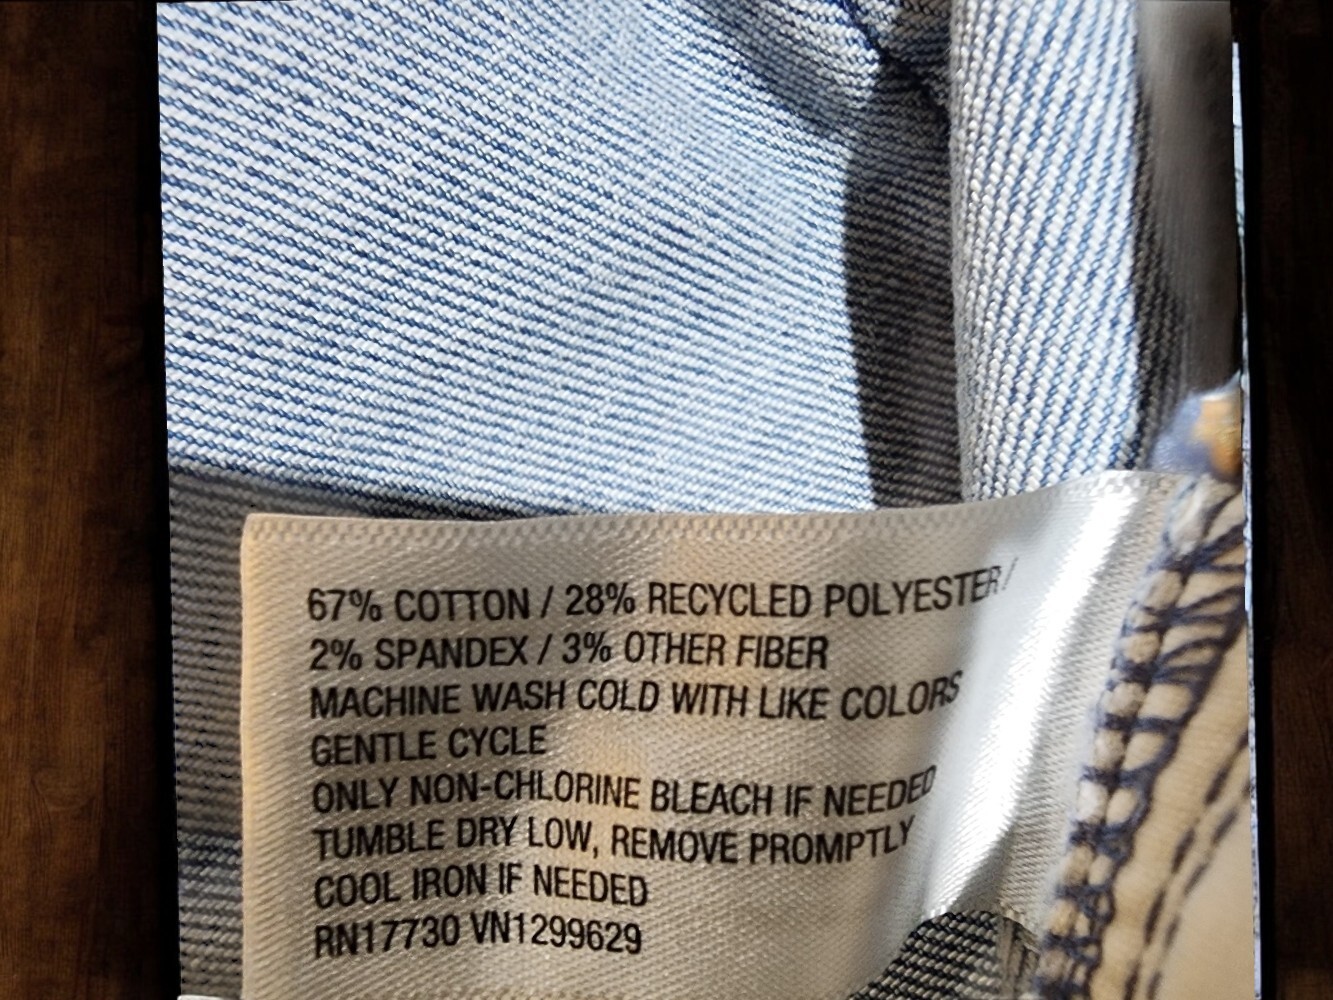 67% COTTON / 28% RECYCLED POLYESTER /
2% SPANDEX / 3% OTHER FIBER
MACHINE WASH COLD WITH LIKE COLORS
GENTLE CYCLE
ONLY NON-CHLORINE BLEACH IF NEEDED
TUMBLE DRY LOW, REMOVE PROMPTLY
COOL IRON IF NEEDED
RN17730 VN1299629